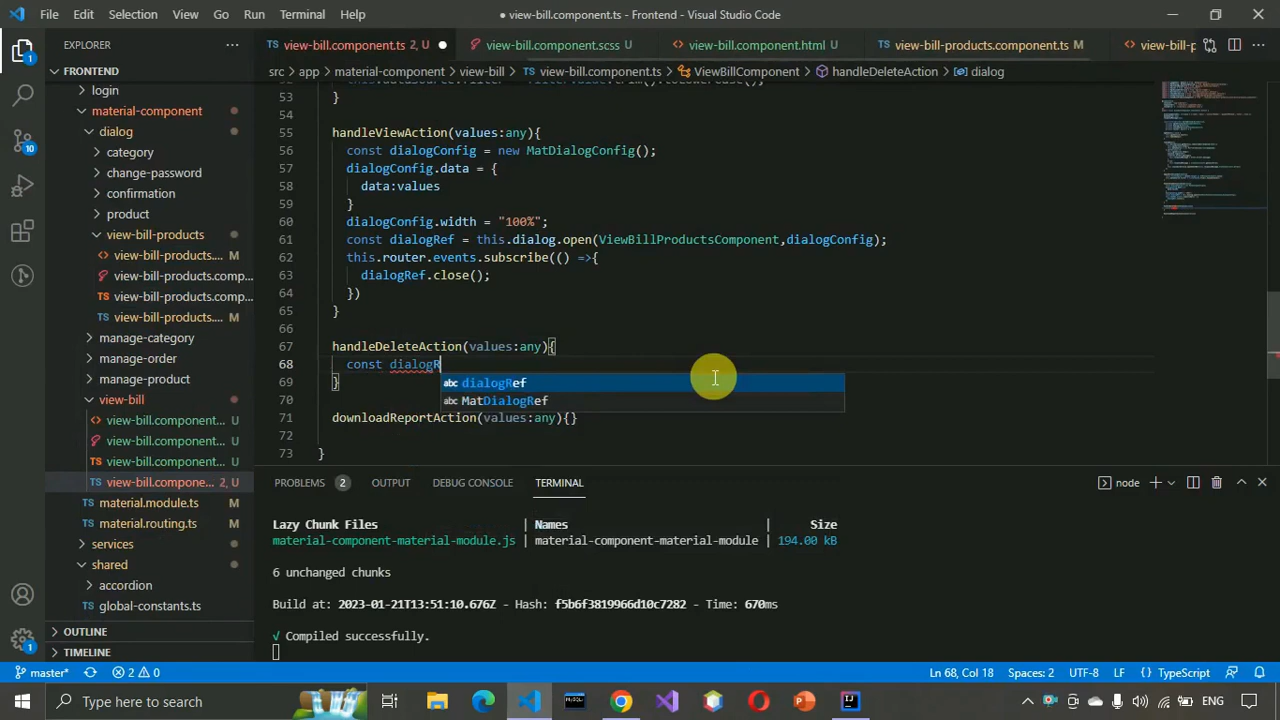 File Edit Selection View Go Run Terminal Help
● view-bill.component.ts - Frontend - Visual Studio Code
EXPLORER
view-bill.component.ts 2, U
view-bill.component.scss U
view-bill.component.html U
view-bill-products.component.ts M
view-bill-p
FRONTEND
src > app > material-component > view-bill > view-bill.component.ts > ViewBillComponent > handleDeleteAction > dialog
login
material-component
dialog
category
change-password
confirmation
product
view-bill-products
view-bill-products.... M
view-bill-products.comp...
view-bill-products.comp...
view-bill-products.... M
manage-category
manage-order
manage-product
view-bill
view-bill.component... U
view-bill.component... U
view-bill.component... U
view-bill.compone... 2, U
material.module.ts M
material.routing.ts M
services
shared
accordion
global-constants.ts
OUTLINE
TIMELINE
53 }
54
55 handleViewAction(values:any){
56 const dialogConfig = new MatDialogConfig();
57 dialogConfig.data = {
58 data:values
59 }
60 dialogConfig.width = "100%";
61 const dialogRef = this.dialog.open(ViewBillProductsComponent,dialogConfig);
62 this.router.events.subscribe(() =>{
63 dialogRef.close();
64 })
65 }
66
67 handleDeleteAction(values:any){
68 const dialogR
abc dialogRef
69 }
abc MatDialogRef
70
71 downloadReportAction(values:any){}
72
73 }
PROBLEMS 2 OUTPUT DEBUG CONSOLE TERMINAL
node
Lazy Chunk Files | Names | Size
material-component-material-module.js | material-component-material-module | 194.00 kB
6 unchanged chunks
Build at: 2023-01-21T13:51:10.676Z - Hash: f5b6f3819966d10c7282 - Time: 670ms
√ Compiled successfully.
master* 2 0
Ln 68, Col 18 Spaces: 2 UTF-8 LF {} TypeScript
Type here to search
ENG
1
10
1